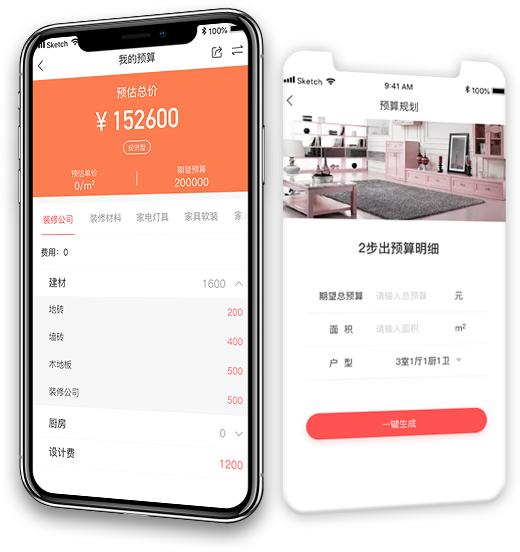 Sketch 100%
我的预算
预估总价
¥ 152600
经济型
预估单价 期望预算
0/m² 200000
装修公司 装修材料 家电灯具 家具软装 家
费用：0
建材 1600
地砖 200
墙砖 400
木地板 500
装修公司 500
厨房 0
设计费 1200
Sketch 9:41 AM 100%
预算规划
2步出预算明细
期望总预算 请输入总预算 元
面 积 请输入面积 m²
户 型 3室1厅1厨1卫
一键生成